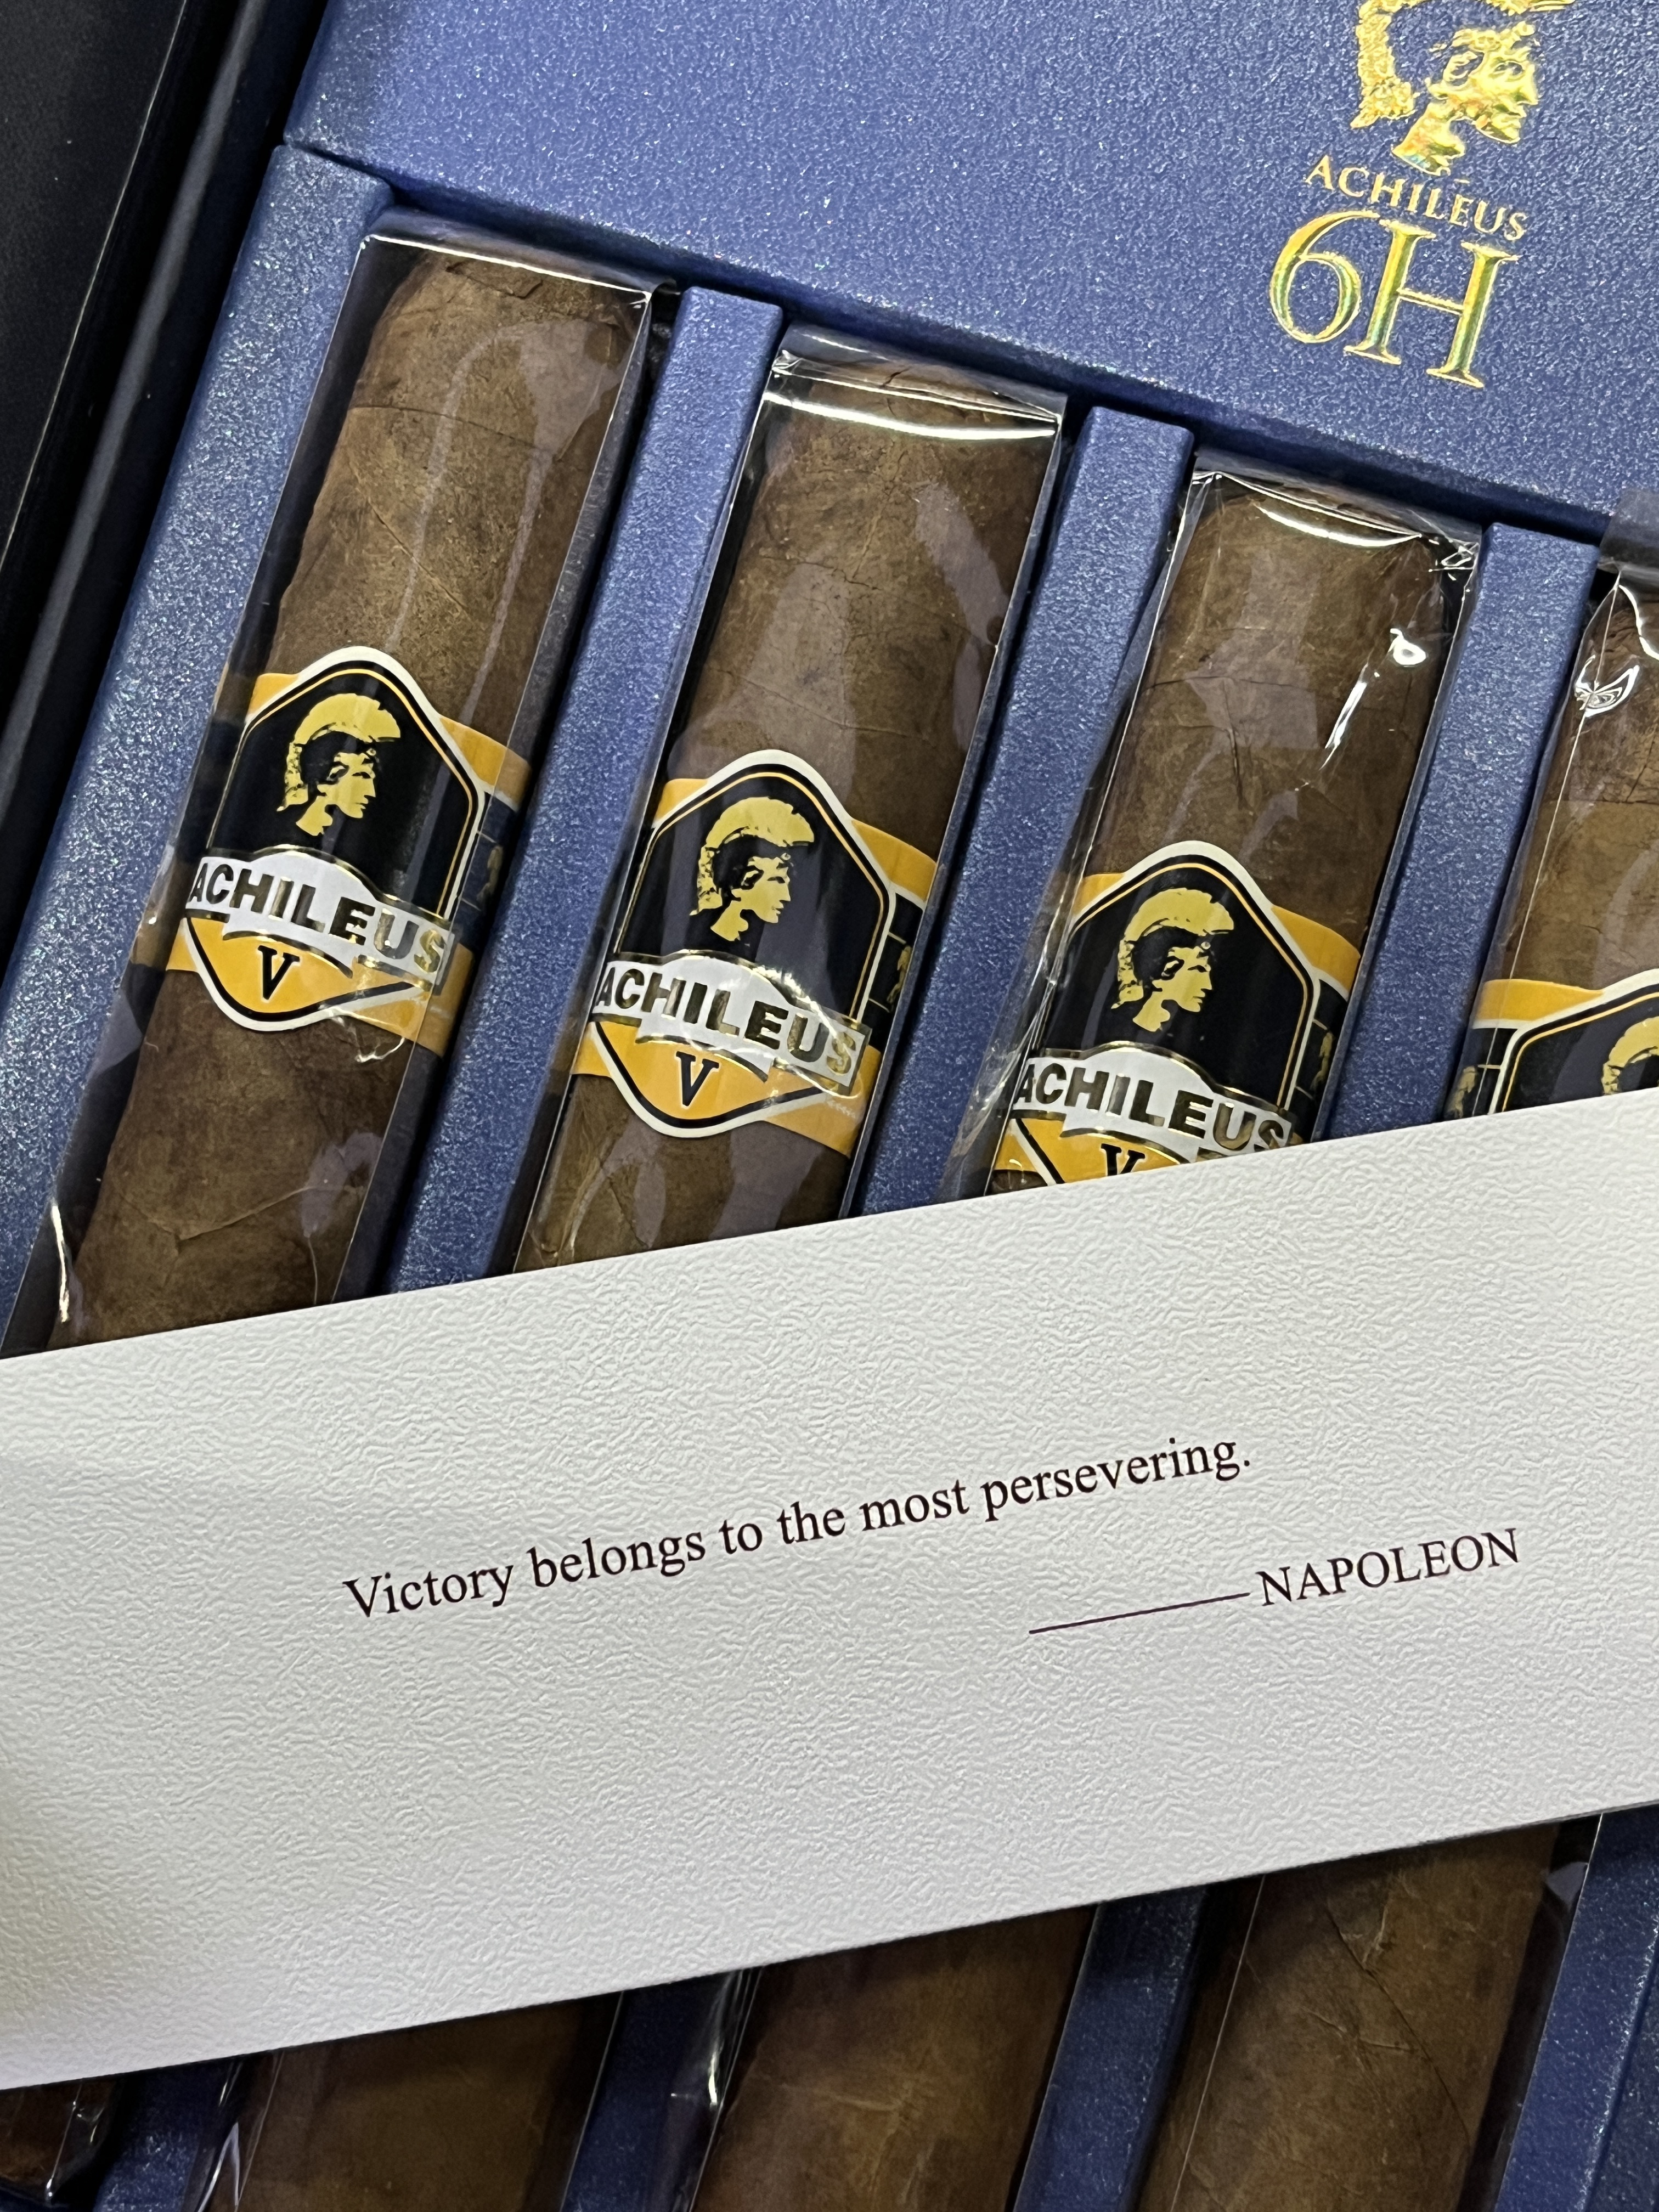 ACHILEUS
6H
ACHILEUS
V
ACHILEUS
V
ACHILEUS
V
Victory belongs to the most persevering.
NAPOLEON